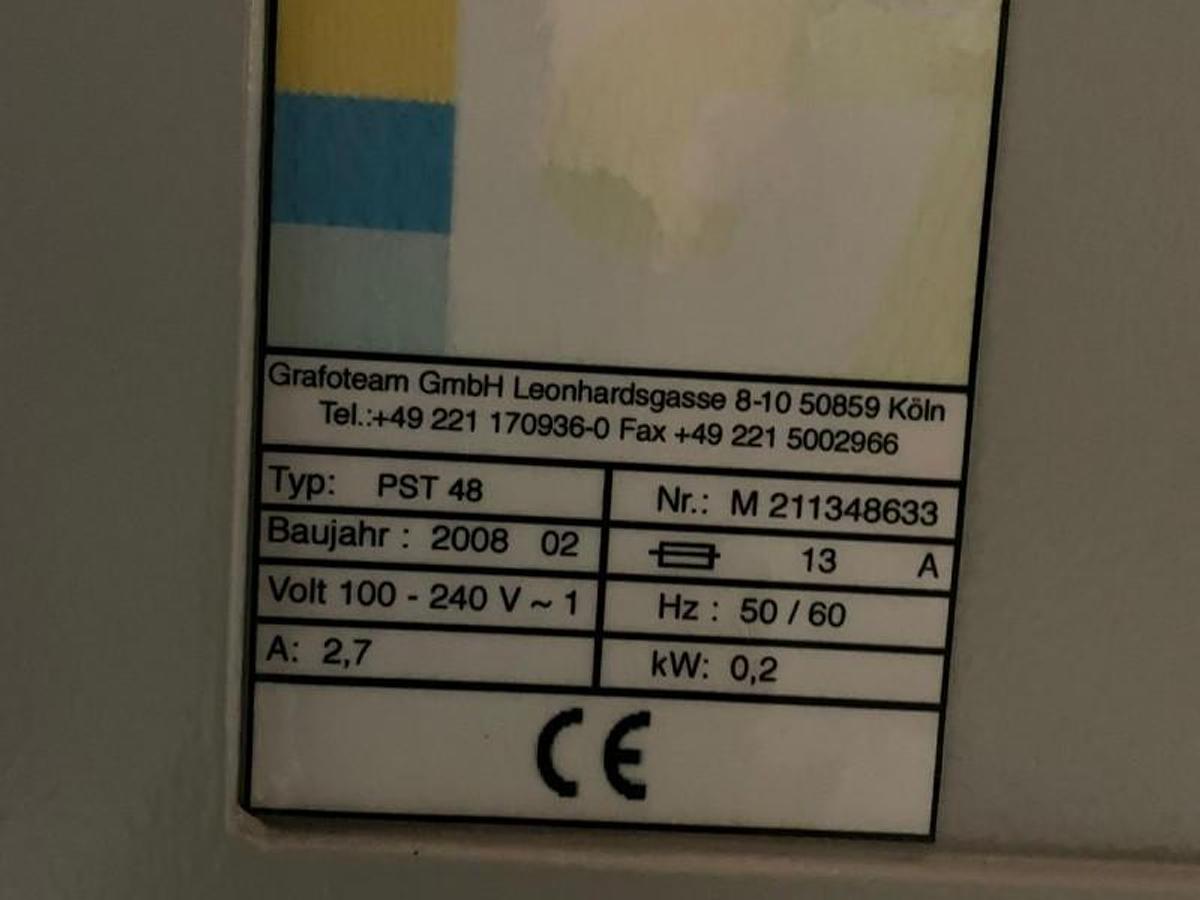 Grafoteam GmbH Leonhardsgasse 8-10 50859 Köln
Tel.:+49 221 170936-0 Fax +49 221 5002966
Typ: PST 48 Nr.: M 211348633
Baujahr : 2008 02 13 A
Volt 100 - 240 V ~ 1 Hz : 50 / 60
A: 2,7 kW: 0,2
CE